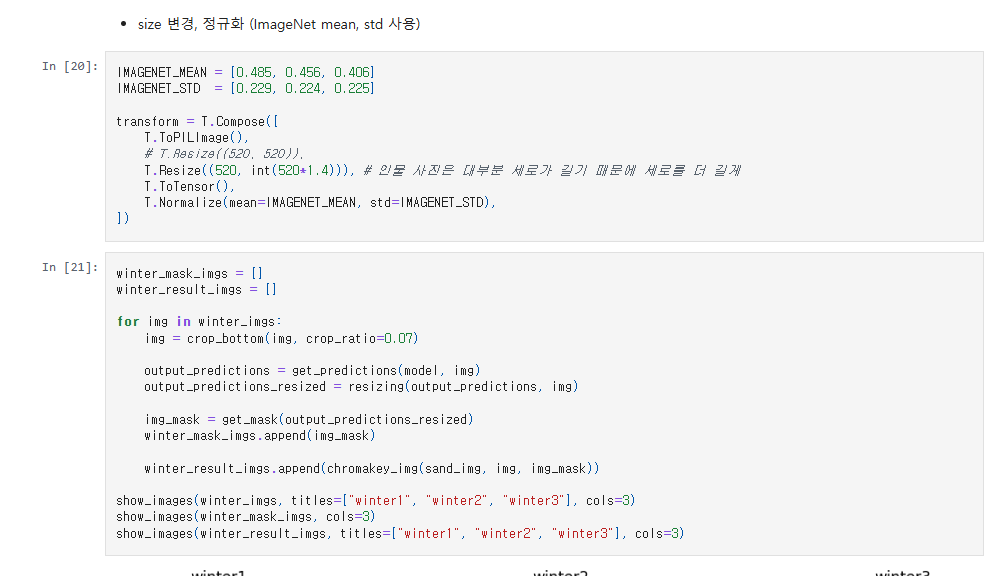 • size 변경, 정규화 (ImageNet mean, std 사용)
In [20]:
IMAGENET_MEAN = [0.485, 0.456, 0.406]
IMAGENET_STD  = [0.229, 0.224, 0.225]
transform = T.Compose([
    T.ToPILImage(),
    # T.Resize((520, 520)),
    T.Resize((520, int(520*1.4))), # 인물 사진은 대부분 세로가 길기 때문에 세로를 더 길게
    T.ToTensor(),
    T.Normalize(mean=IMAGENET_MEAN, std=IMAGENET_STD),
])
In [21]:
winter_mask_imgs = []
winter_result_imgs = []
for img in winter_imgs:
    img = crop_bottom(img, crop_ratio=0.07)
    output_predictions = get_predictions(model, img)
    output_predictions_resized = resizing(output_predictions, img)
    img_mask = get_mask(output_predictions_resized)
    winter_mask_imgs.append(img_mask)
    winter_result_imgs.append(chromakey_img(sand_img, img, img_mask))
show_images(winter_imgs, titles=["winter1", "winter2", "winter3"], cols=3)
show_images(winter_mask_imgs, cols=3)
show_images(winter_result_imgs, titles=["winter1", "winter2", "winter3"], cols=3)
winter1 winter2 winter3